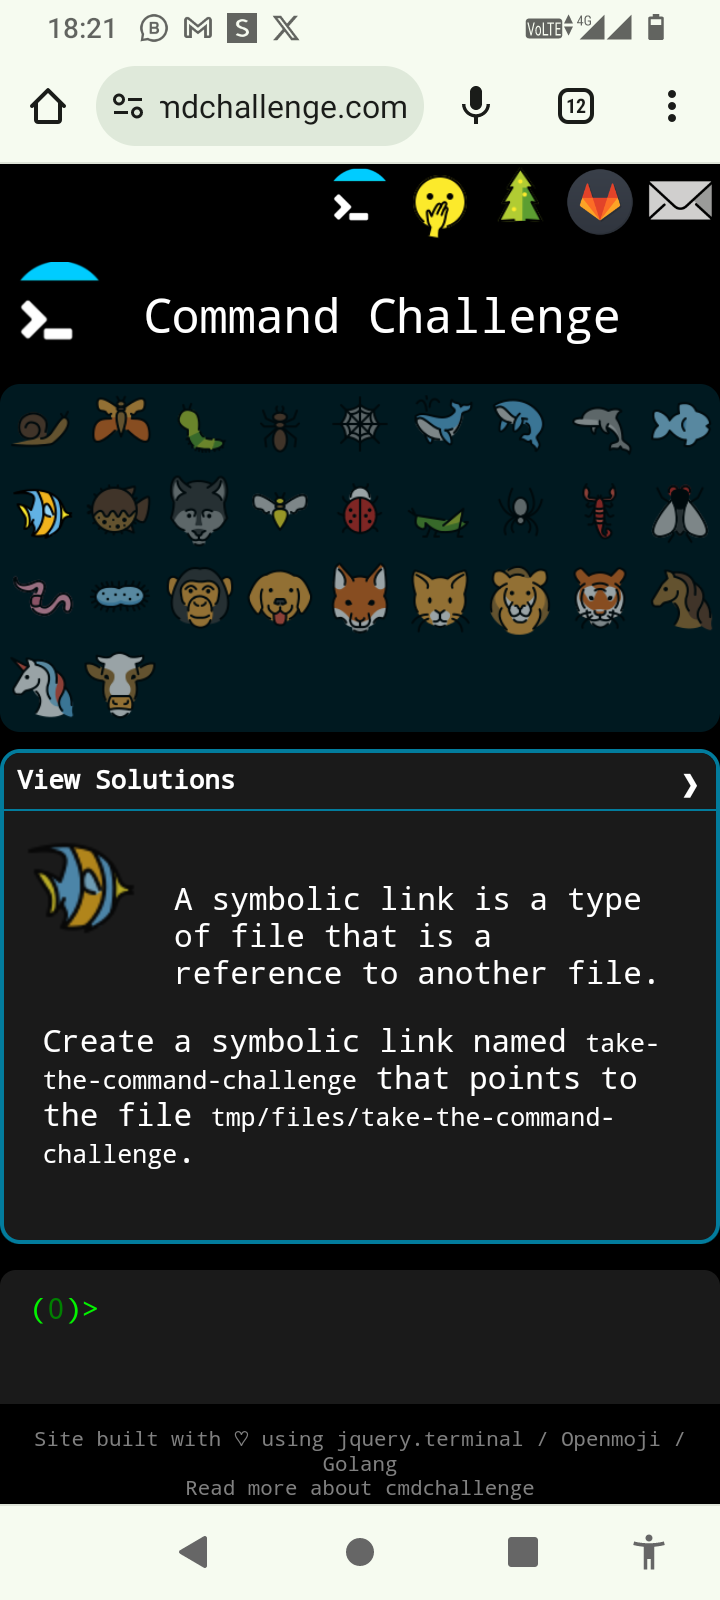 18:21
B
S
X
VoLTE
4G
mdchallenge.com
12
Command Challenge
View Solutions
A symbolic link is a type
of file that is a
reference to another file.
Create a symbolic link named take-
the-command-challenge that points to
the file tmp/files/take-the-command-
challenge.
(0)>
Site built with ♡ using jquery.terminal / Openmoji /
Golang
Read more about cmdchallenge